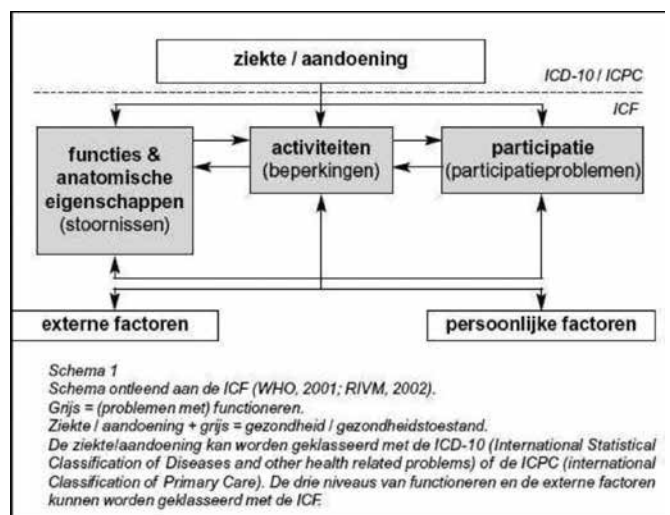 ziekte / aandoening
ICD-10 / ICPC
ICF
functies &
anatomische
eigenschappen
(stoornissen)
activiteiten
(beperkingen)
participatie
(participatieproblemen)
externe factoren
persoonlijke factoren
Schema 1
Schema ontleend aan de ICF (WHO, 2001; RIVM, 2002).
Grijs = (problemen met) functioneren.
Ziekte / aandoening + grijs = gezondheid / gezondheidstoestand.
De ziekte/aandoening kan worden geklasseerd met de ICD-10 (International Statistical
Classification of Diseases and other health related problems) of de ICPC (international
Classification of Primary Care). De drie niveaus van functioneren en de externe factoren
kunnen worden geklasseerd met de ICF.